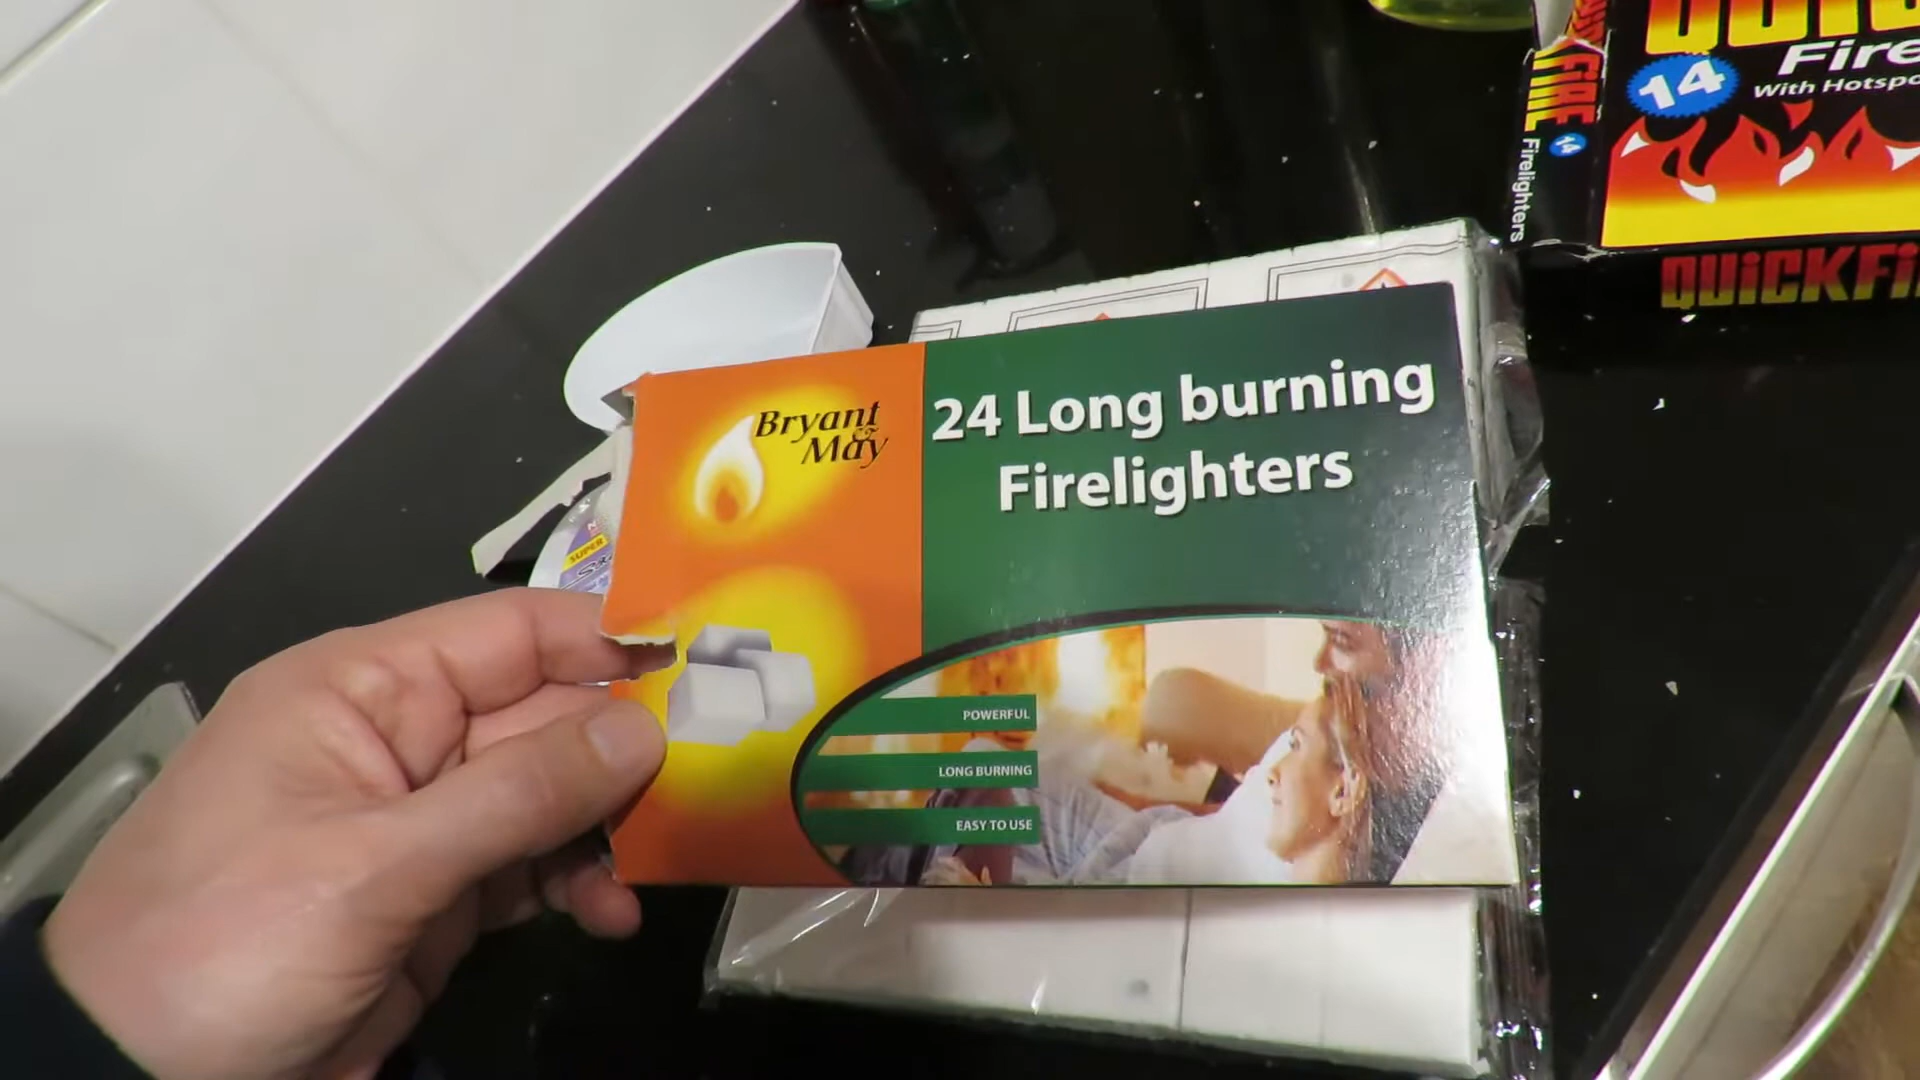 Bryant
&
May
24 Long burning
Firelighters
POWERFUL
LONG BURNING
EASY TO USE
SUPER
14
Fire
With Hotspo
FIRE
14
Firelighters
QUiCKFi